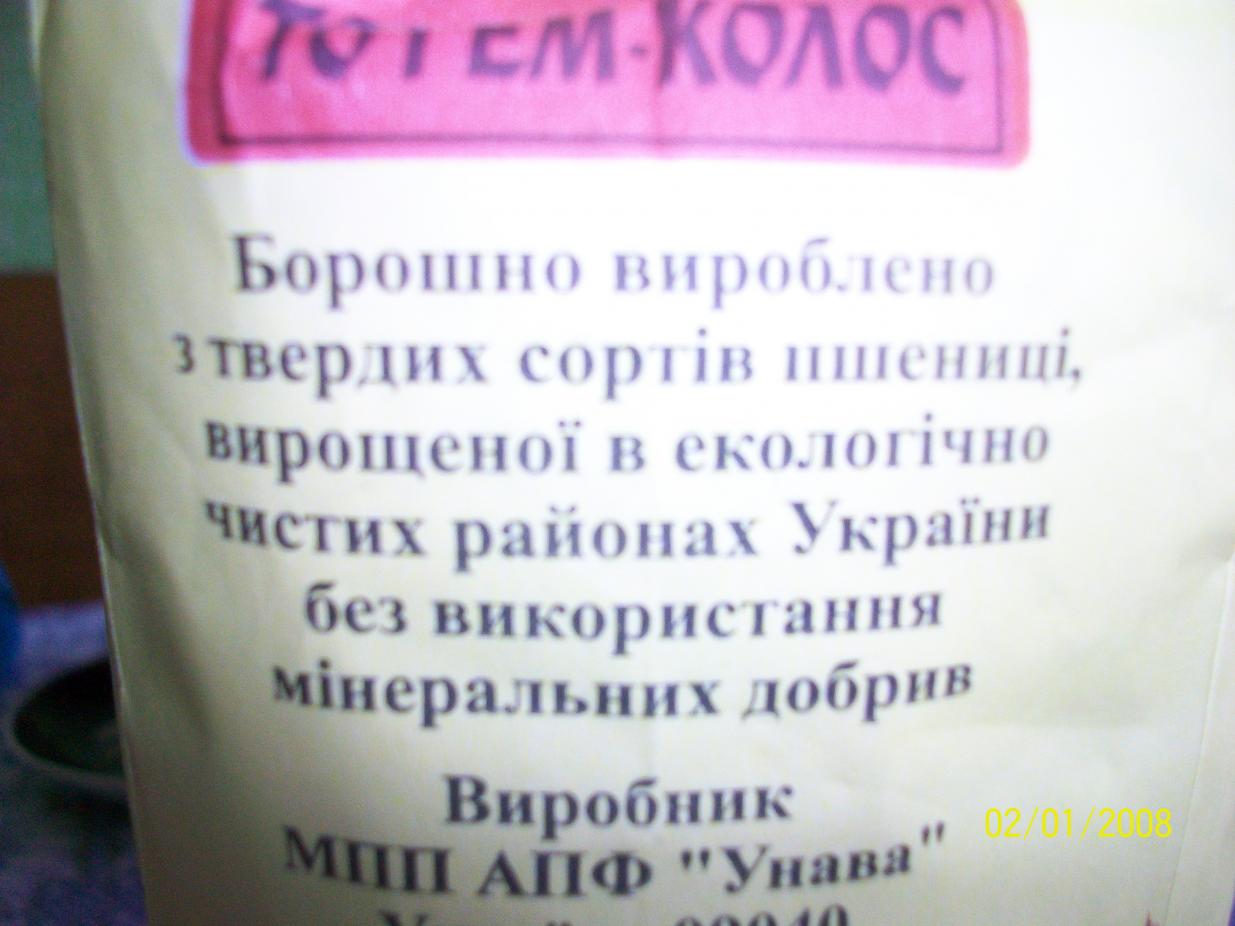 ТОТЕМ-КОЛОС
Борошно вироблено
з твердих сортів пшениці,
вирощеної в екологічно
чистих районах України
без використання
мінеральних добрив
Виробник
МПП АПФ "Унава"
02/01/2008